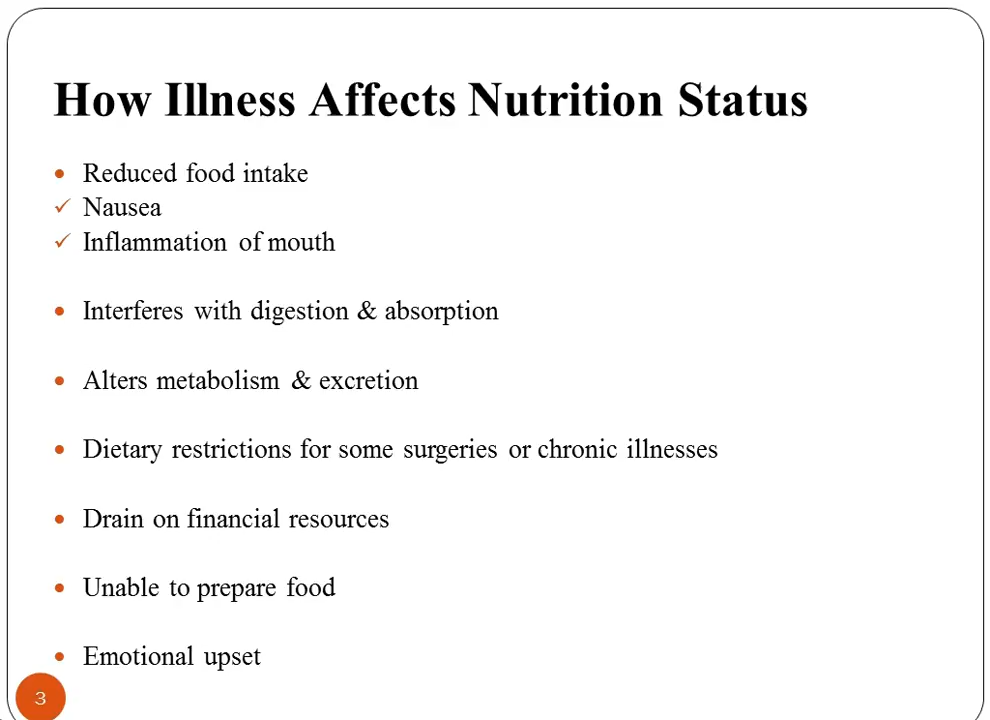 How Illness Affects Nutrition Status
• Reduced food intake
✓ Nausea
✓ Inflammation of mouth
• Interferes with digestion & absorption
• Alters metabolism & excretion
• Dietary restrictions for some surgeries or chronic illnesses
• Drain on financial resources
• Unable to prepare food
• Emotional upset
3